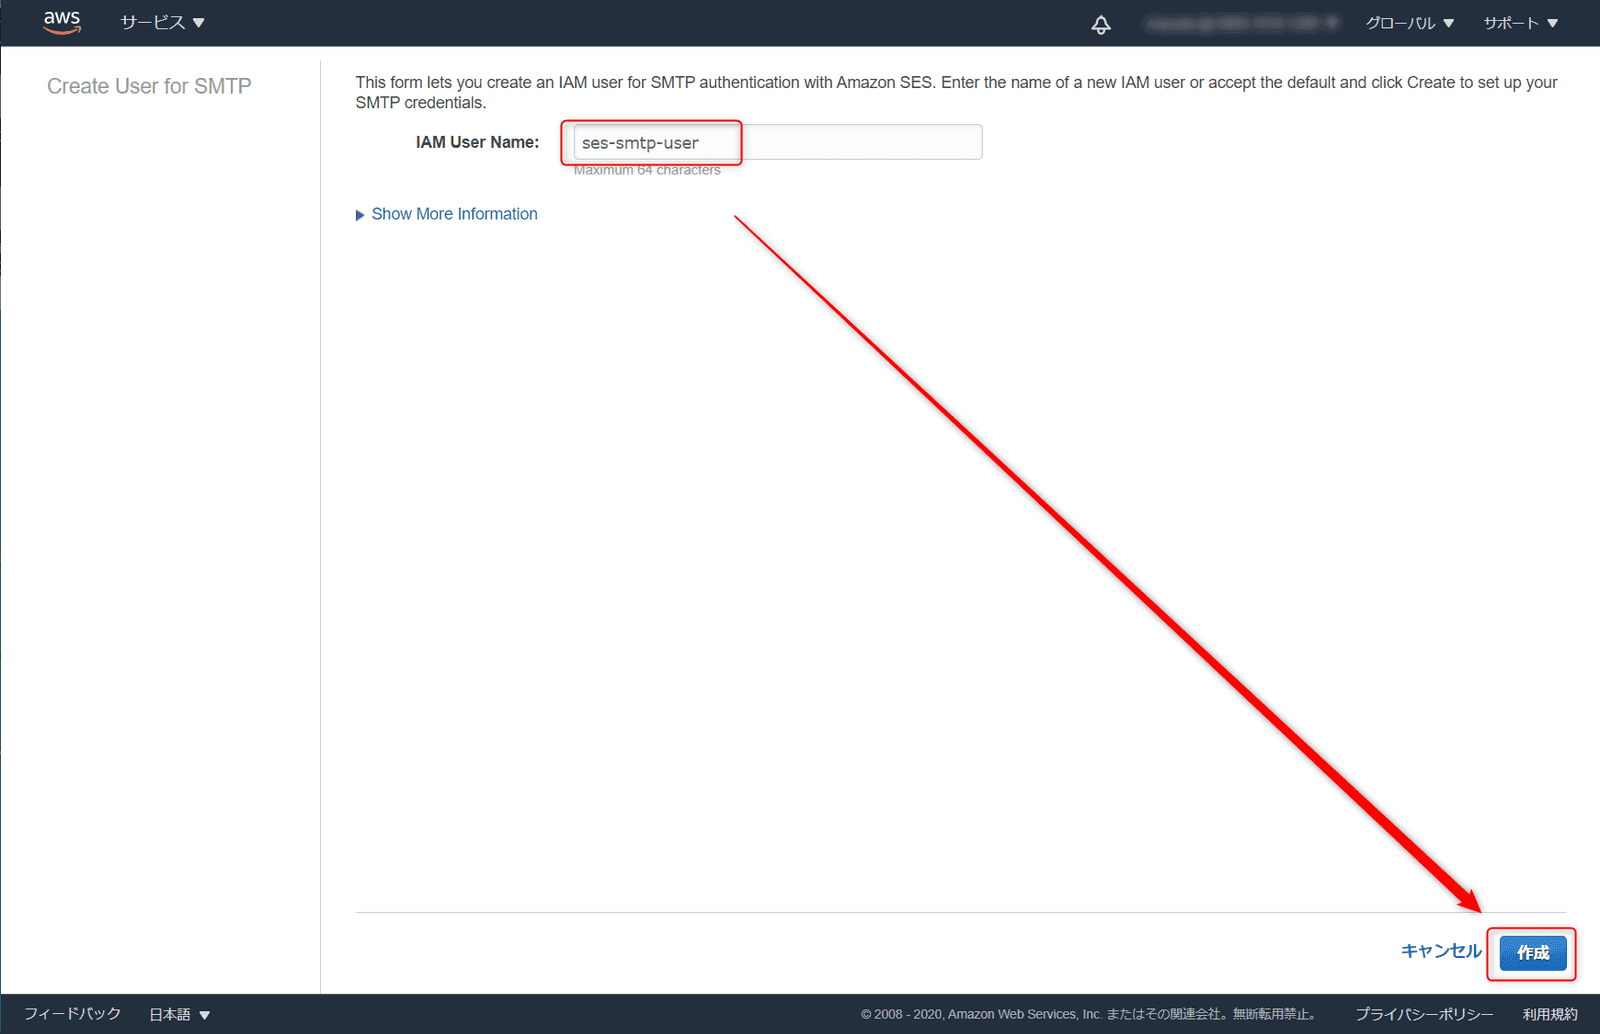 aws サービス グローバル サポート
Create User for SMTP
This form lets you create an IAM user for SMTP authentication with Amazon SES. Enter the name of a new IAM user or accept the default and click Create to set up your
SMTP credentials.
IAM User Name: ses-smtp-user
Maximum 64 characters
Show More Information
キャンセル 作成
フィードバック 日本語 © 2008 - 2020, Amazon Web Services, Inc. またはその関連会社。無断転用禁止。 プライバシーポリシー 利用規約